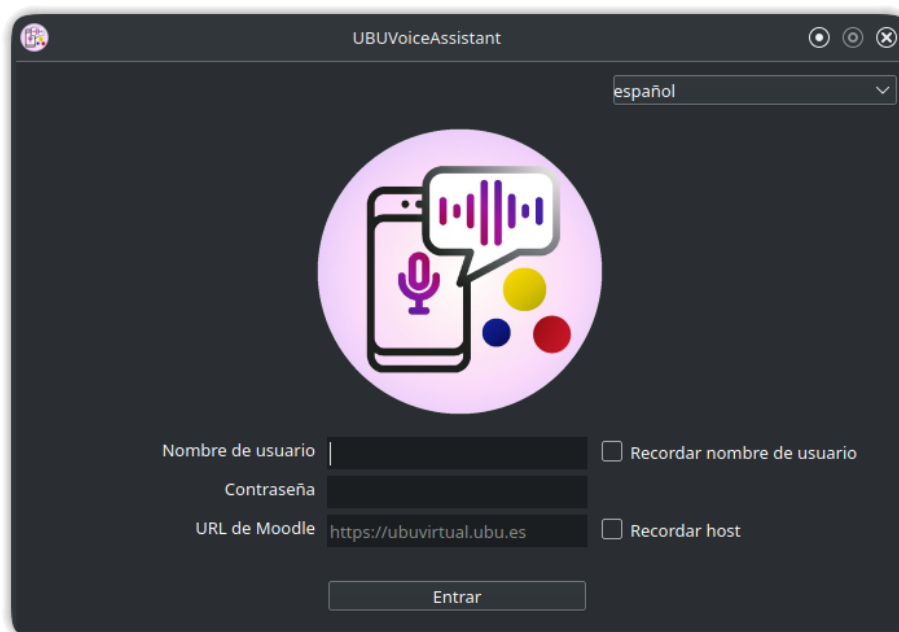 UBUVoiceAssistant
español
Nombre de usuario
Recordar nombre de usuario
Contraseña
URL de Moodle https://ubuvirtual.ubu.es
Recordar host
Entrar